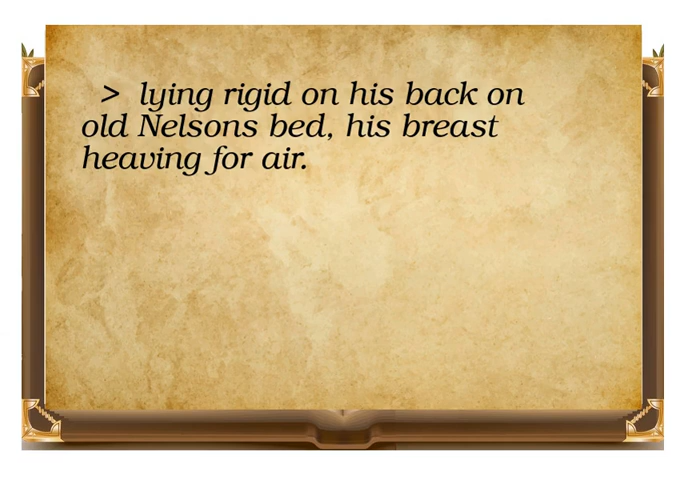 > lying rigid on his back on
old Nelsons bed, his breast
heaving for air.